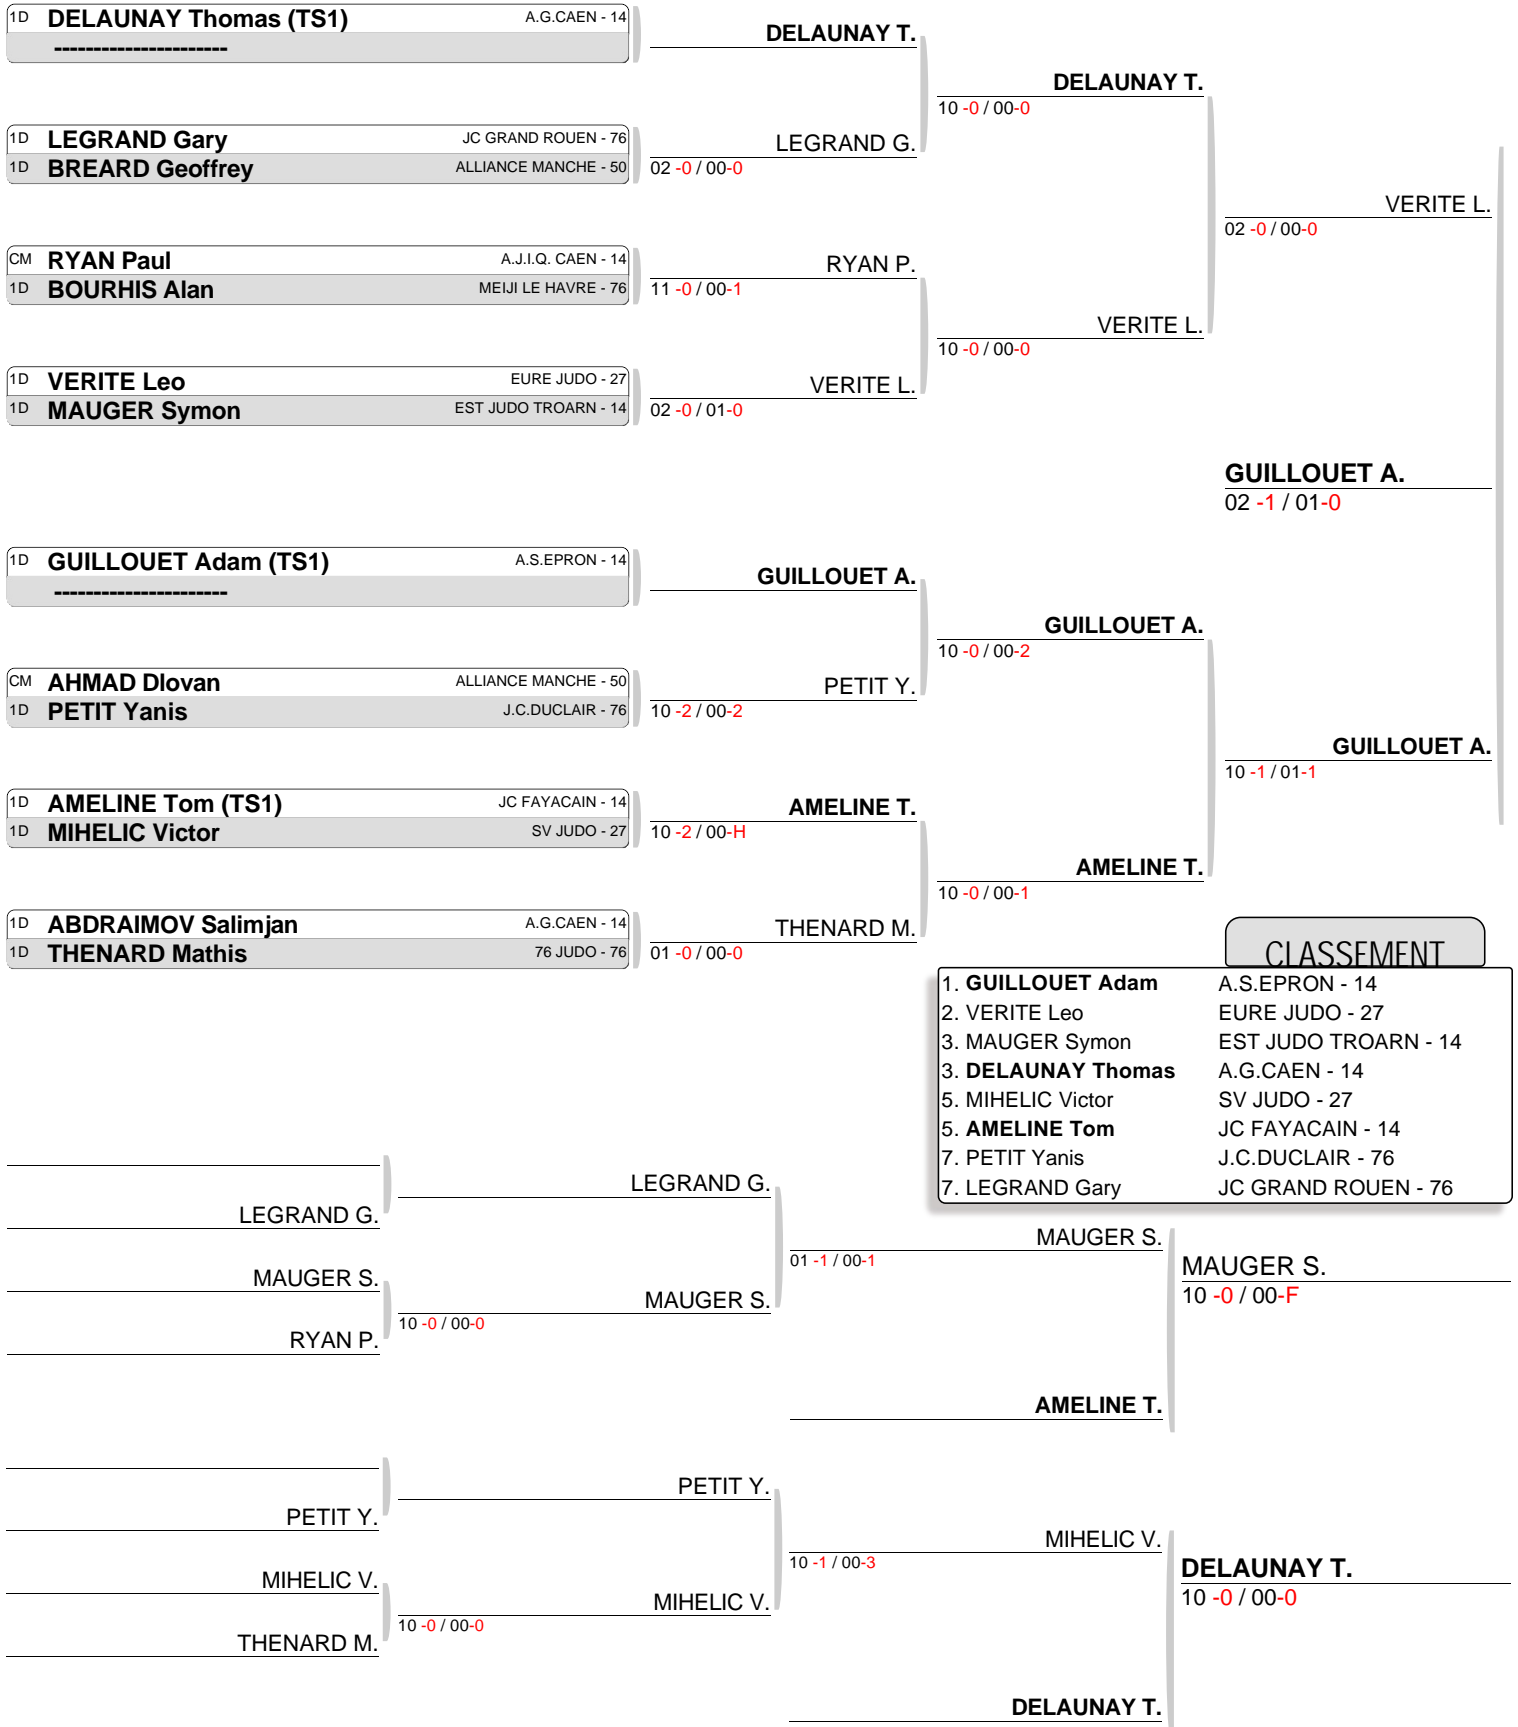 1D DELAUNAY Thomas (TS1) A.G.CAEN - 14
----------------------
DELAUNAY T.
DELAUNAY T.
10 -0 / 00-0
1D LEGRAND Gary JC GRAND ROUEN - 76
1D BREARD Geoffrey ALLIANCE MANCHE - 50
LEGRAND G.
02 -0 / 00-0
VERITE L.
02 -0 / 00-0
CM RYAN Paul A.J.I.Q. CAEN - 14
1D BOURHIS Alan MEIJI LE HAVRE - 76
RYAN P.
11 -0 / 00-1
VERITE L.
10 -0 / 00-0
1D VERITE Leo EURE JUDO - 27
1D MAUGER Symon EST JUDO TROARN - 14
VERITE L.
02 -0 / 01-0
GUILLOUET A.
02 -1 / 01-0
1D GUILLOUET Adam (TS1) A.S.EPRON - 14
----------------------
GUILLOUET A.
GUILLOUET A.
10 -0 / 00-2
CM AHMAD Dlovan ALLIANCE MANCHE - 50
1D PETIT Yanis J.C.DUCLAIR - 76
PETIT Y.
10 -2 / 00-2
GUILLOUET A.
10 -1 / 01-1
1D AMELINE Tom (TS1) JC FAYACAIN - 14
1D MIHELIC Victor SV JUDO - 27
AMELINE T.
10 -2 / 00-H
AMELINE T.
10 -0 / 00-1
1D ABDRAIMOV Salimjan A.G.CAEN - 14
1D THENARD Mathis 76 JUDO - 76
THENARD M.
01 -0 / 00-0
CLASSEMENT
1. GUILLOUET Adam A.S.EPRON - 14
2. VERITE Leo EURE JUDO - 27
3. MAUGER Symon EST JUDO TROARN - 14
3. DELAUNAY Thomas A.G.CAEN - 14
5. MIHELIC Victor SV JUDO - 27
5. AMELINE Tom JC FAYACAIN - 14
7. PETIT Yanis J.C.DUCLAIR - 76
7. LEGRAND Gary JC GRAND ROUEN - 76
LEGRAND G.
LEGRAND G.
MAUGER S.
01 -1 / 00-1
MAUGER S.
10 -0 / 00-F
MAUGER S.
MAUGER S.
10 -0 / 00-0
RYAN P.
AMELINE T.
PETIT Y.
PETIT Y.
MIHELIC V.
10 -1 / 00-3
DELAUNAY T.
10 -0 / 00-0
MIHELIC V.
MIHELIC V.
10 -0 / 00-0
THENARD M.
DELAUNAY T.